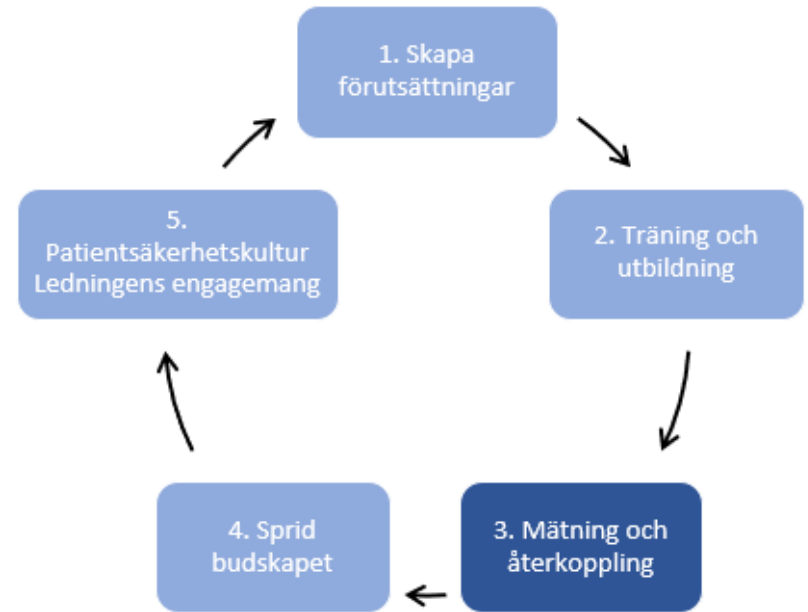 1. Skapa
förutsättningar
2. Träning och
utbildning
3. Mätning och
återkoppling
4. Sprid
budskapet
5.
Patientsäkerhetskultur
Ledningens engagemang